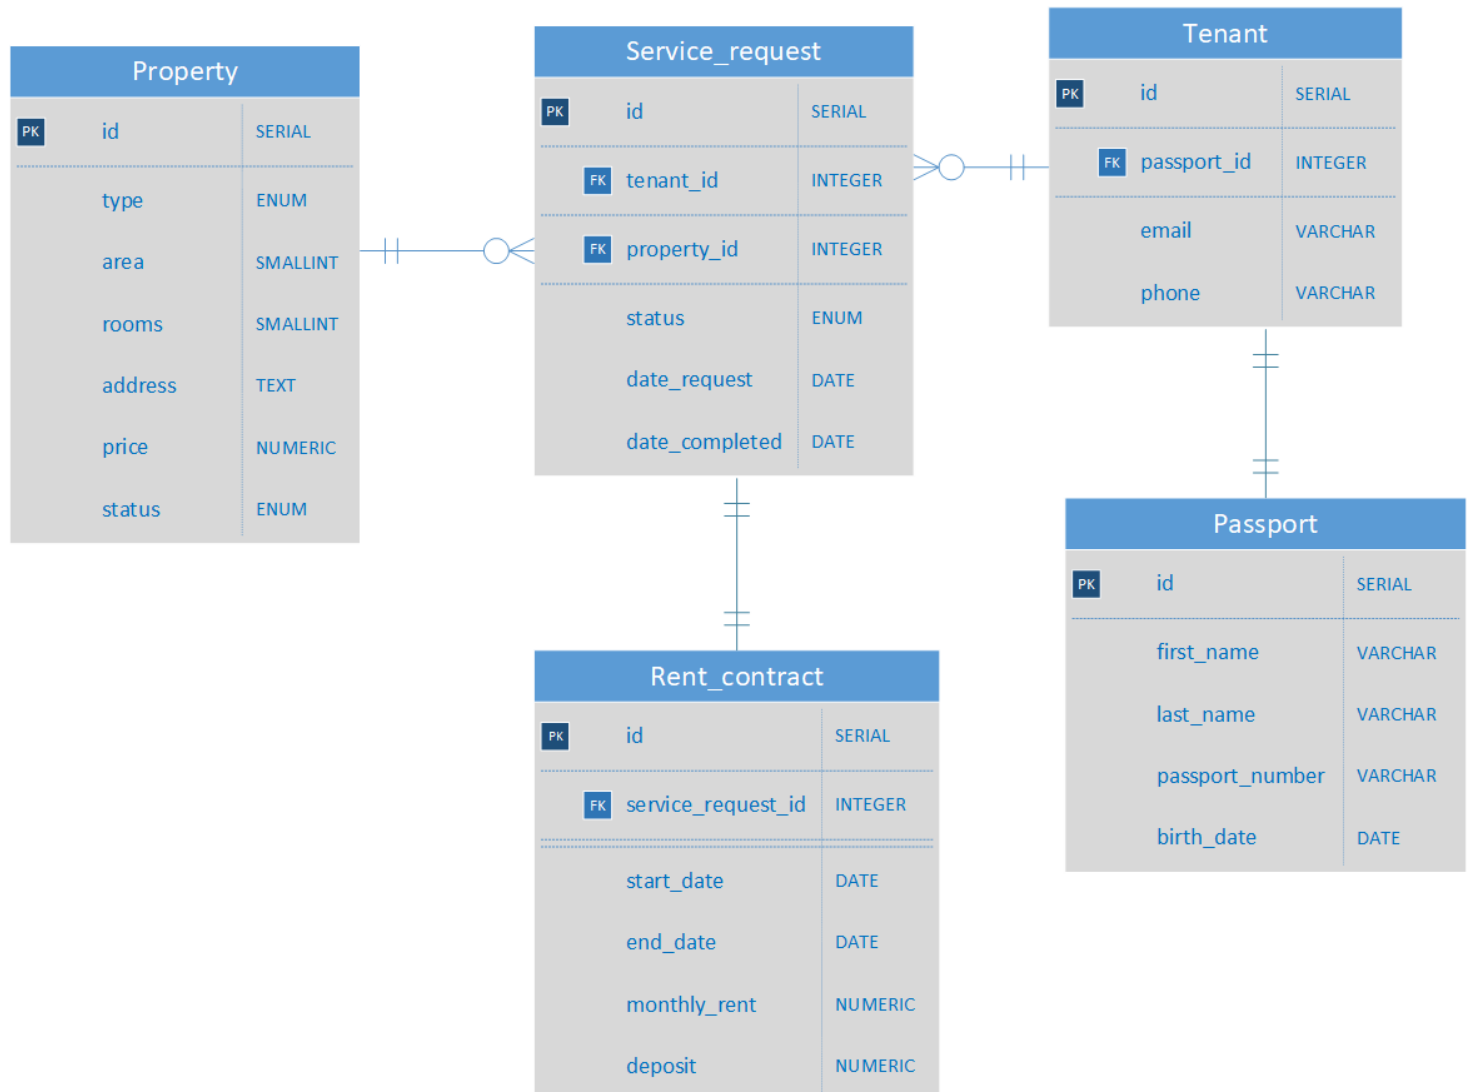 Property
PK id SERIAL
type ENUM
area SMALLINT
rooms SMALLINT
address TEXT
price NUMERIC
status ENUM
Service_request
PK id SERIAL
FK tenant_id INTEGER
FK property_id INTEGER
status ENUM
date_request DATE
date_completed DATE
Tenant
PK id SERIAL
FK passport_id INTEGER
email VARCHAR
phone VARCHAR
Rent_contract
PK id SERIAL
FK service_request_id INTEGER
start_date DATE
end_date DATE
monthly_rent NUMERIC
deposit NUMERIC
Passport
PK id SERIAL
first_name VARCHAR
last_name VARCHAR
passport_number VARCHAR
birth_date DATE